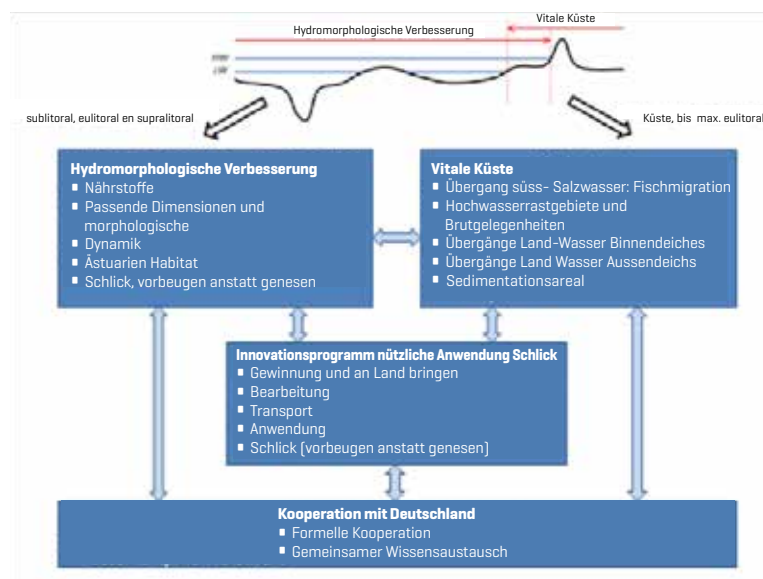 Vitale Küste
Hydromorphologische Verbesserung
sublitoral, eulitoral en supralitoral
Küste, bis max. eulitoral
Hydromorphologische Verbesserung
▪ Nährstoffe
▪ Passende Dimensionen und
morphologische
▪ Dynamik
▪ Ästuarien Habitat
▪ Schlick, vorbeugen anstatt genesen
Vitale Küste
▪ Übergang süss- Salzwasser: Fischmigration
▪ Hochwasserrastgebiete und
Brutgelegenheiten
▪ Übergänge Land-Wasser Binnendeiches
▪ Übergänge Land Wasser Aussendeichs
▪ Sedimentationsareal
Innovationsprogramm nützliche Anwendung Schlick
▪ Gewinnung und an Land bringen
▪ Bearbeitung
▪ Transport
▪ Anwendung
▪ Schlick (vorbeugen anstatt genesen)
Kooperation mit Deutschland
▪ Formelle Kooperation
▪ Gemeinsamer Wissensaustausch